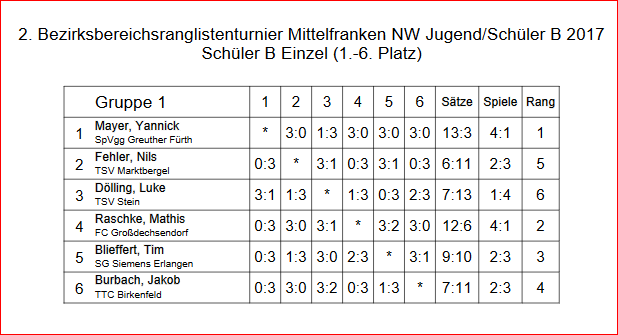 2. Bezirksbereichsranglistenturnier Mittelfranken NW Jugend/Schüler B 2017
Schüler B Einzel (1.-6. Platz)
Gruppe 1 1 2 3 4 5 6 Sätze Spiele Rang
1 Mayer, Yannick * 3:0 1:3 3:0 3:0 3:0 13:3 4:1 1
SpVgg Greuther Fürth
2 Fehler, Nils 0:3 * 3:1 0:3 3:1 0:3 6:11 2:3 5
TSV Marktbergel
3 Dölling, Luke 3:1 1:3 * 1:3 0:3 2:3 7:13 1:4 6
TSV Stein
4 Raschke, Mathis 0:3 3:0 3:1 * 3:2 3:0 12:6 4:1 2
FC Großdechsendorf
5 Blieffert, Tim 0:3 1:3 3:0 2:3 * 3:1 9:10 2:3 3
SG Siemens Erlangen
6 Burbach, Jakob 0:3 3:0 3:2 0:3 1:3 * 7:11 2:3 4
TTC Birkenfeld